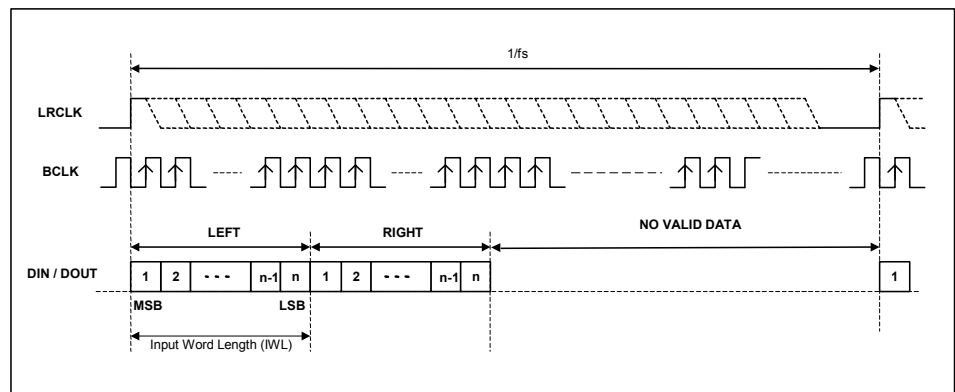 1/fs
LRCLK
BCLK
LEFT RIGHT NO VALID DATA
DIN / DOUT 1 2 - - - n-1 n 1 2 - - - n-1 n 1
MSB LSB
Input Word Length (IWL)